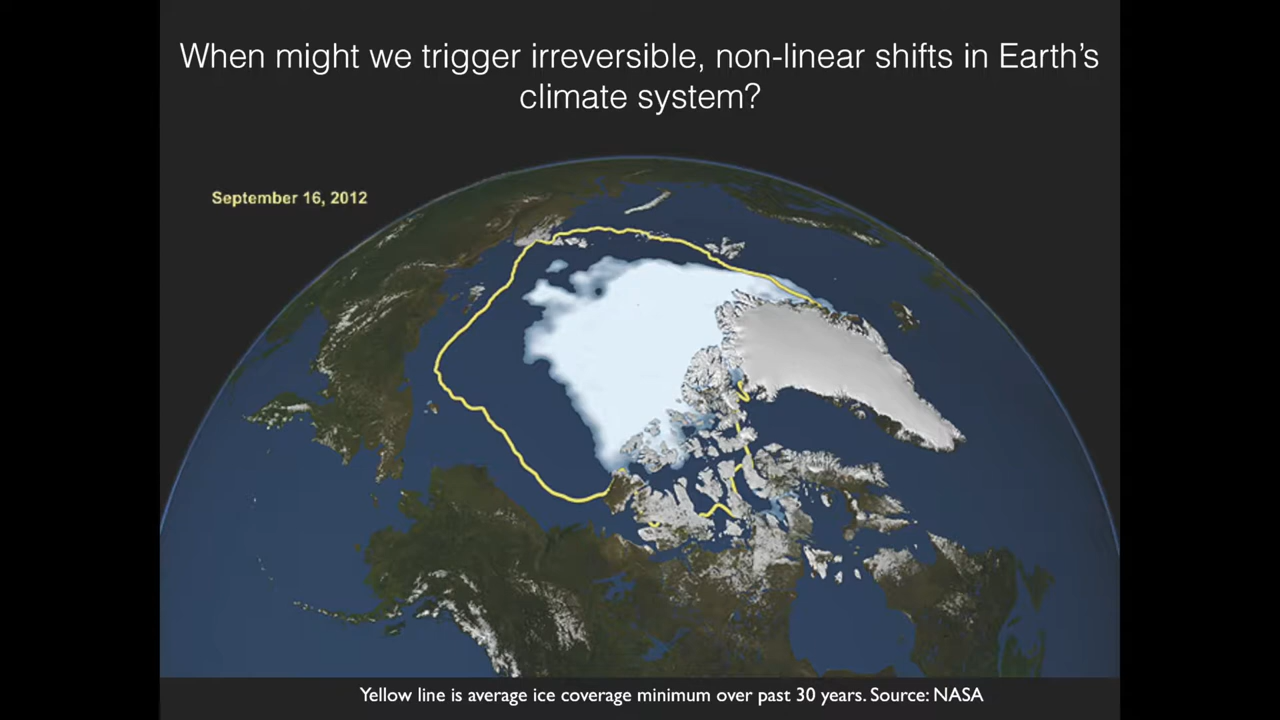 When might we trigger irreversible, non-linear shifts in Earth’s
climate system?
September 16, 2012
Yellow line is average ice coverage minimum over past 30 years. Source: NASA